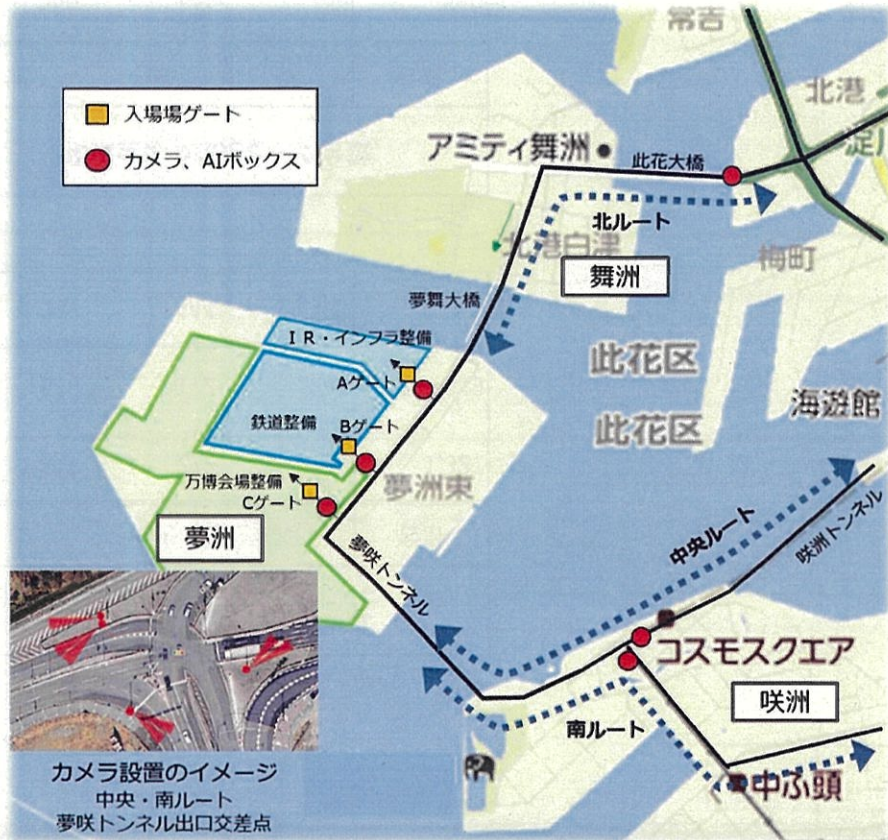 常吉
入場場ゲート
カメラ、AIボックス
北港
淀川
アミティ舞洲
此花大橋
北ルート
北港白津
舞洲
梅町
夢舞大橋
IR・インフラ整備
此花区
Aゲート
海遊館
鉄道整備
Bゲート
此花区
万博会場整備
夢洲東
Cゲート
夢洲
中央ルート
咲洲トンネル
夢咲トンネル
コスモスクエア
咲洲
南ルート
カメラ設置のイメージ
中ふ頭
中央・南ルート
夢咲トンネル出口交差点